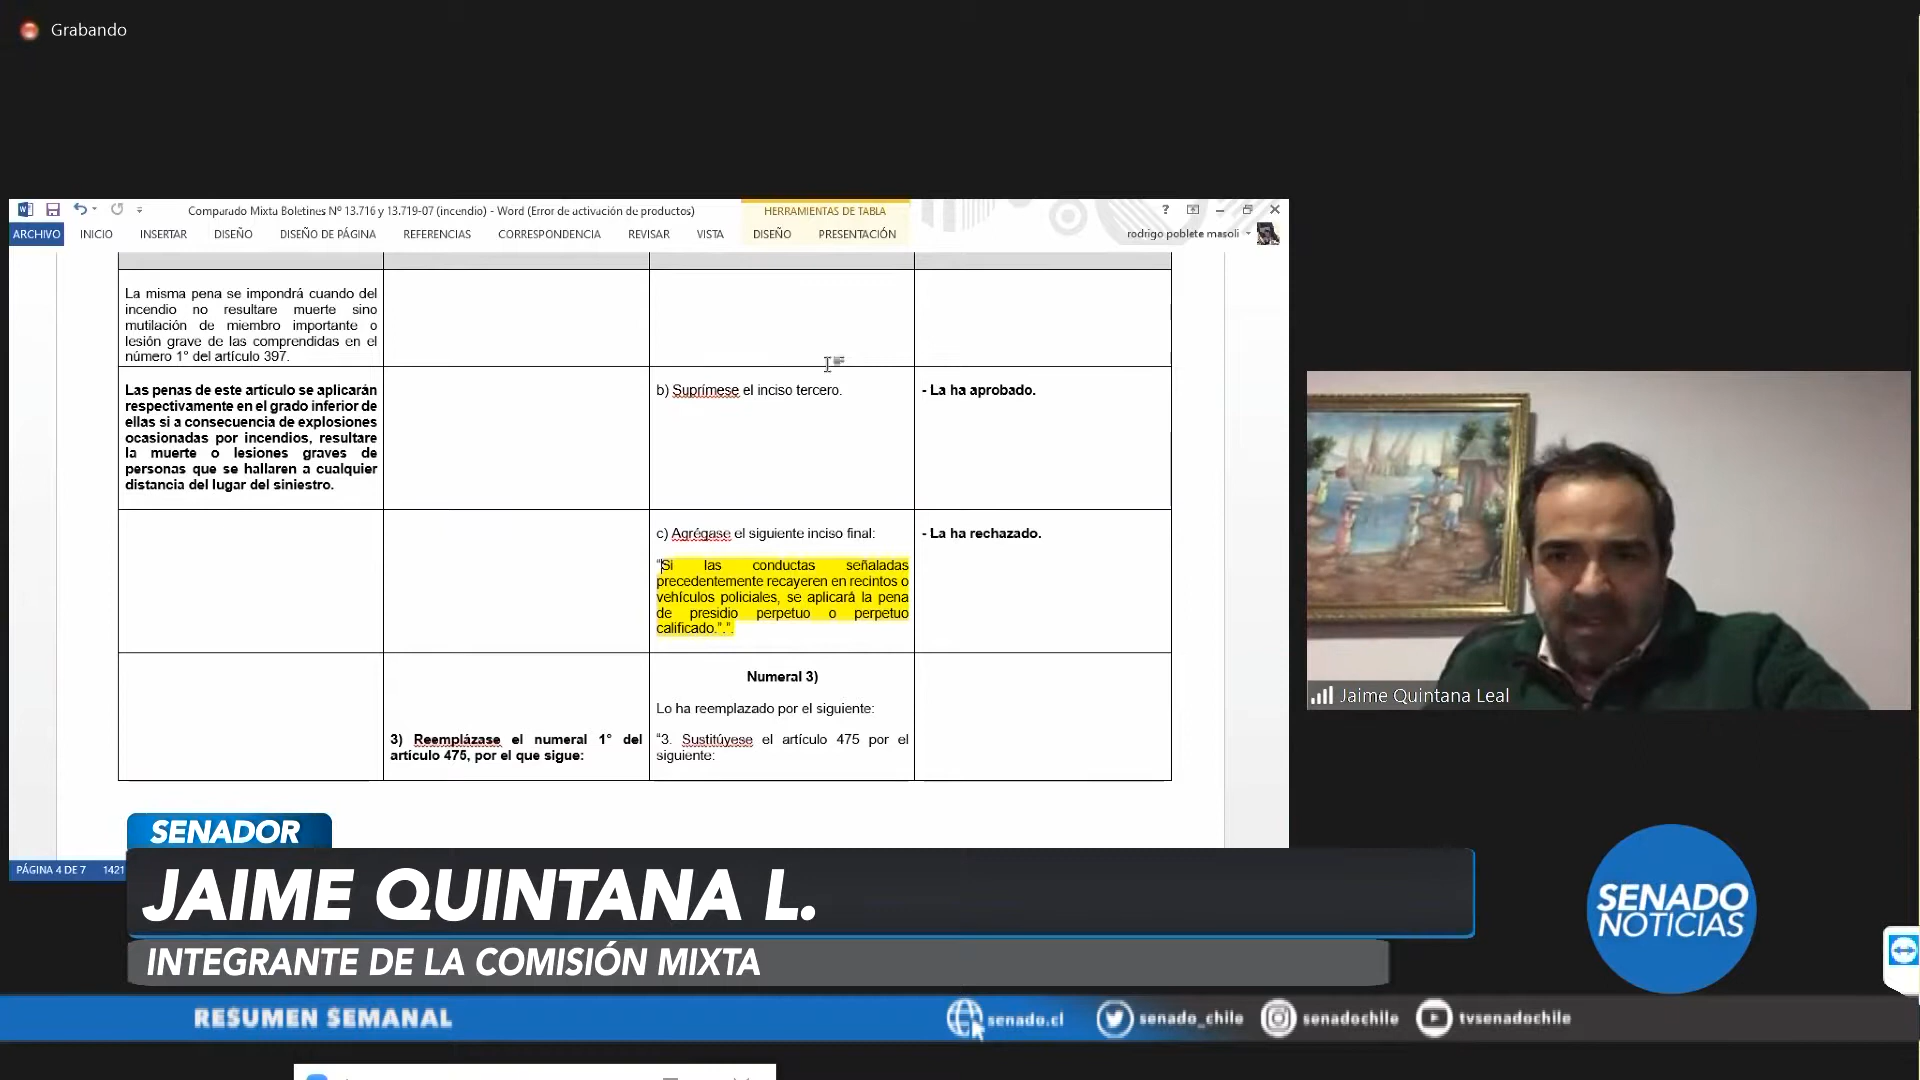 Grabando
Comparado Mixta Boletines Nº 13.716 y 13.719-07 (incendio) - Word (Error de activación de productos)
HERRAMIENTAS DE TABLA
ARCHIVO INICIO INSERTAR DISEÑO DISEÑO DE PÁGINA REFERENCIAS CORRESPONDENCIA REVISAR VISTA DISEÑO PRESENTACIÓN
rodrigo poblete masoli
La misma pena se impondrá cuando del
incendio no resultare muerte sino
mutilación de miembro importante o
lesión grave de las comprendidas en el
número 1° del artículo 397.
Las penas de este artículo se aplicarán
respectivamente en el grado inferior de
ellas si a consecuencia de explosiones
ocasionadas por incendios, resultare
la muerte o lesiones graves de
personas que se hallaren a cualquier
distancia del lugar del siniestro.
b) Suprímese el inciso tercero.
- La ha aprobado.
c) Agrégase el siguiente inciso final:
"Si las conductas señaladas
precedentemente recayeren en recintos o
vehículos policiales, se aplicará la pena
de presidio perpetuo o perpetuo
calificado.".".
- La ha rechazado.
3) Reemplázase el numeral 1° del
artículo 475, por el que sigue:
Numeral 3)
Lo ha reemplazado por el siguiente:
"3. Sustitúyese el artículo 475 por el
siguiente:
Jaime Quintana Leal
PÁGINA 4 DE 7 1421
SENADOR
JAIME QUINTANA L.
INTEGRANTE DE LA COMISIÓN MIXTA
SENADO
NOTICIAS
RESUMEN SEMANAL
senado.cl
senado_chile
senadochile
tvsenadochile